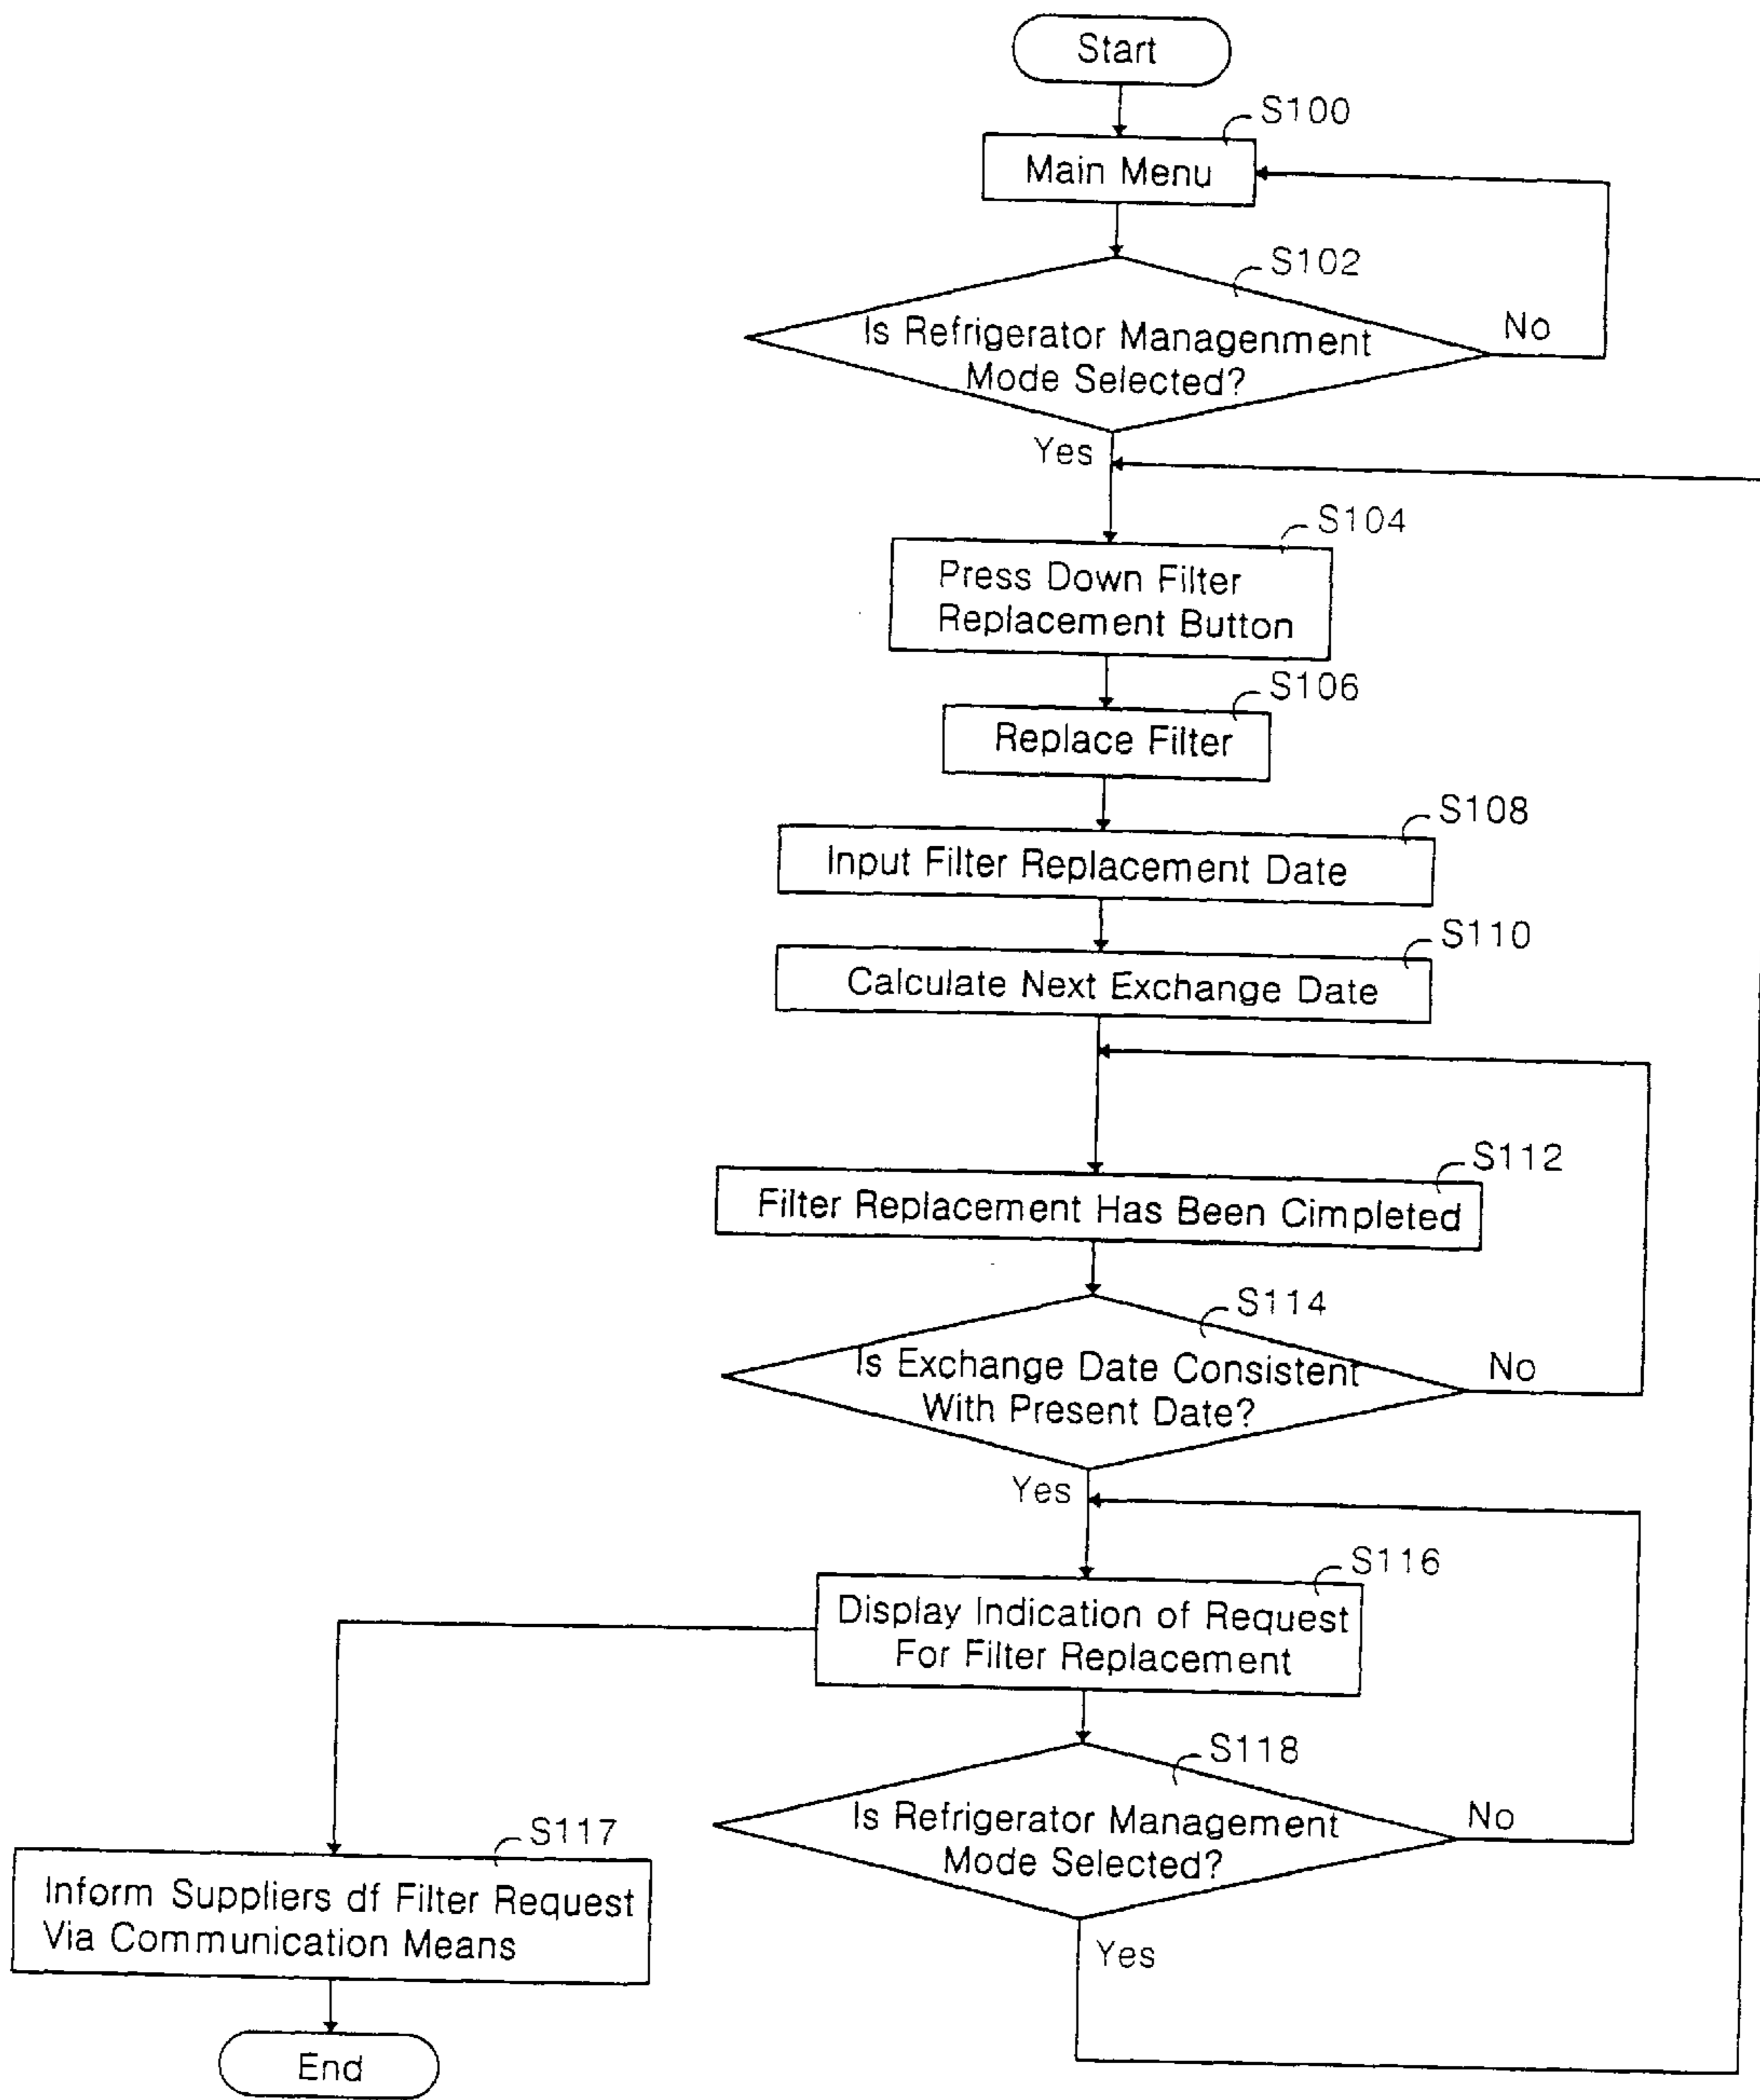 Start
S100
Main Menu
S102
Is Refrigerator Managenment
Mode Selected?
No
Yes
S104
Press Down Filter
Replacement Button
S106
Replace Filter
S108
Input Filter Replacement Date
S110
Calculate Next Exchange Date
S112
Filter Replacement Has Been Cimpleted
S114
Is Exchange Date Consistent
With Present Date?
No
Yes
S116
Display Indication of Request
For Filter Replacement
S118
Is Refrigerator Management
Mode Selected?
No
S117
Inform Suppliers df Filter Request
Via Communication Means
Yes
End